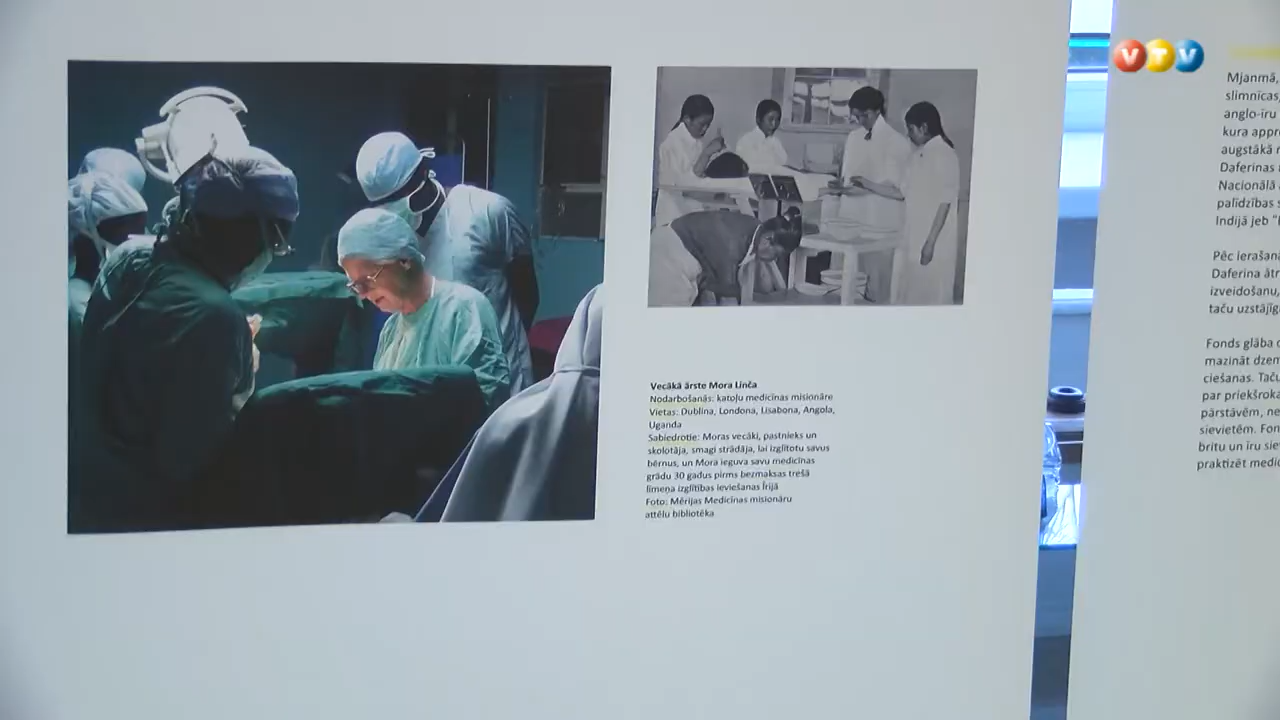 VTV
Vecākā ārste Mora Linča
Nodarbošanās: katoļu medicīnas misionāre
Vietas: Dublina, Londona, Lisabona, Angola,
Uganda
Sabiedrotie: Moras vecāki, pastnieks un
skolotāja, smagi strādāja, lai izglītotu savus
bērnus, un Mora ieguva savu medicīnas
grādu 30 gadus pirms bezmaksas trešā
līmeņa izglītības ieviešanas Īrijā
Foto: Mērijas Medicīnas misionāru
attēlu bibliotēka
Mjanmā,
slimnīcas,
anglo-īru
kura appr
augstākā
Daferinas
Nacionālā
palīdzības
Indijā jeb
Pēc ierašanā
Daferina ātr
izveidošanu,
taču uzstājīg
Fonds glāba
mazināt dzem
ciešanas. Taču
par priekšroka
pārstāvēm, ne
sievietēm. Fon
britu un īru sie
praktizēt medic